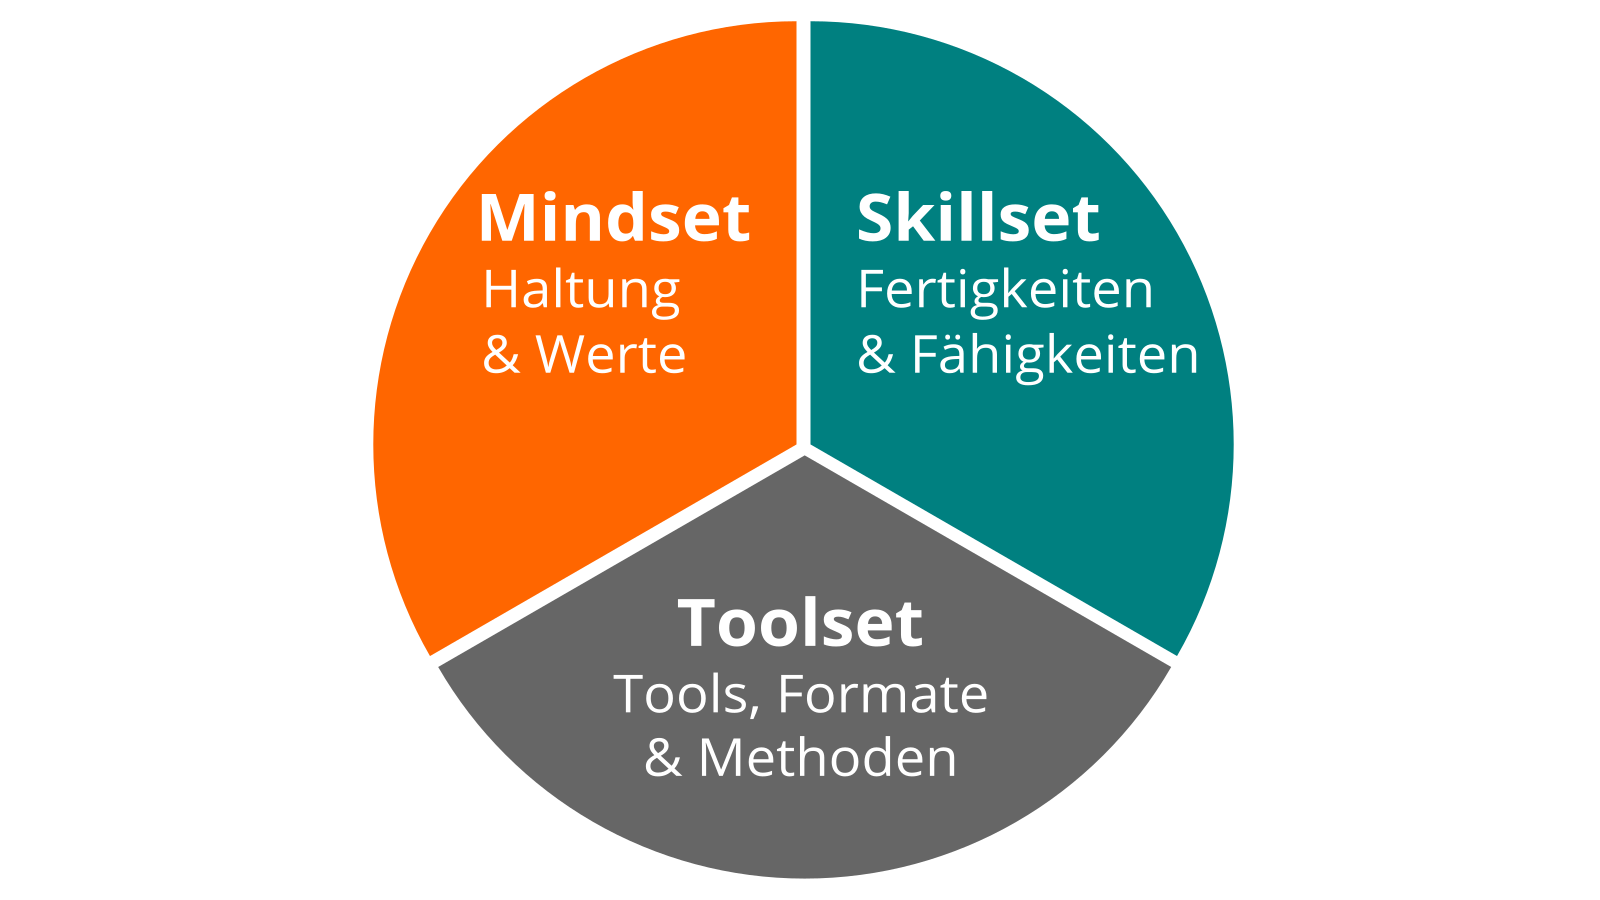 Mindset
Haltung
& Werte
Skillset
Fertigkeiten
& Fähigkeiten
Toolset
Tools, Formate
& Methoden